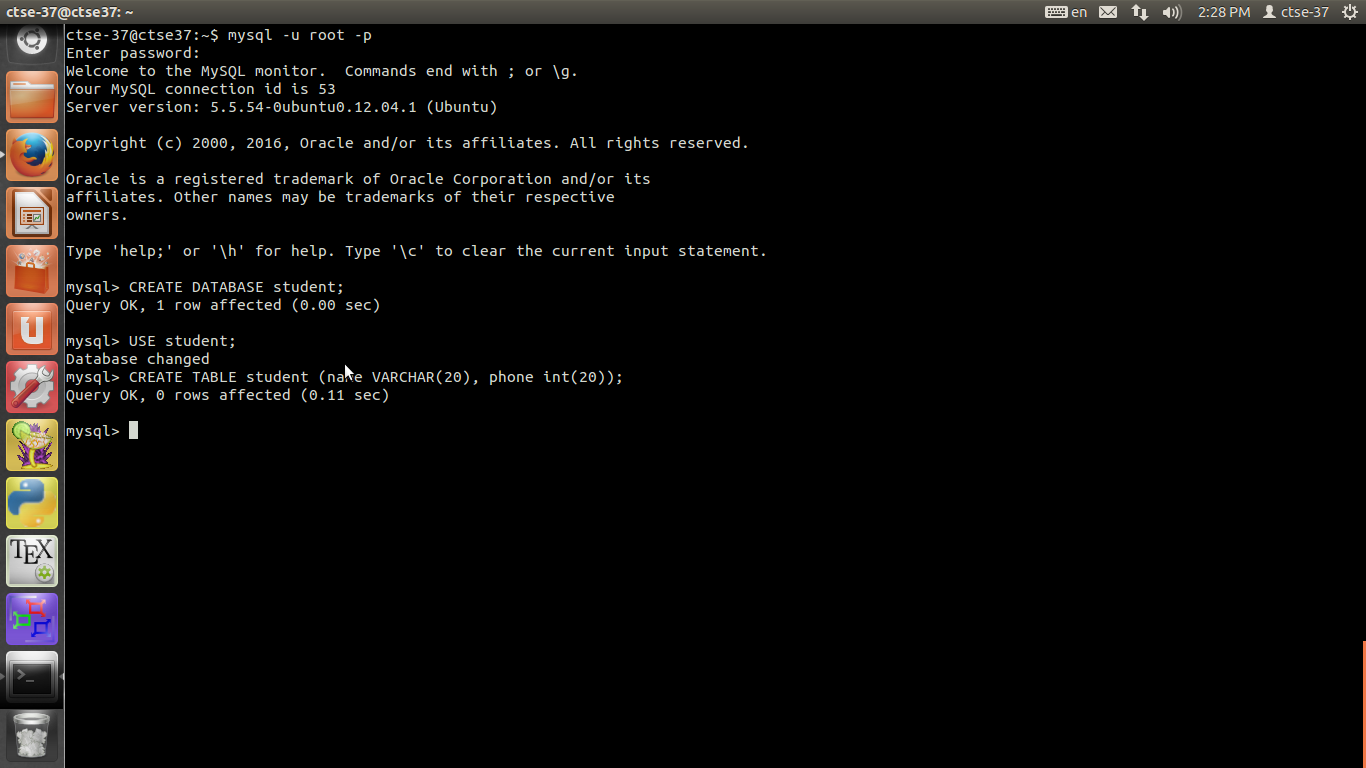 ctse-37@ctse37: ~
en
2:28 PM
ctse-37
ctse-37@ctse37:~$ mysql -u root -p
Enter password:
Welcome to the MySQL monitor.  Commands end with ; or \g.
Your MySQL connection id is 53
Server version: 5.5.54-0ubuntu0.12.04.1 (Ubuntu)
Copyright (c) 2000, 2016, Oracle and/or its affiliates. All rights reserved.
Oracle is a registered trademark of Oracle Corporation and/or its
affiliates. Other names may be trademarks of their respective
owners.
Type 'help;' or '\h' for help. Type '\c' to clear the current input statement.
mysql> CREATE DATABASE student;
Query OK, 1 row affected (0.00 sec)
mysql> USE student;
Database changed
mysql> CREATE TABLE student (name VARCHAR(20), phone int(20));
Query OK, 0 rows affected (0.11 sec)
mysql>
TEX